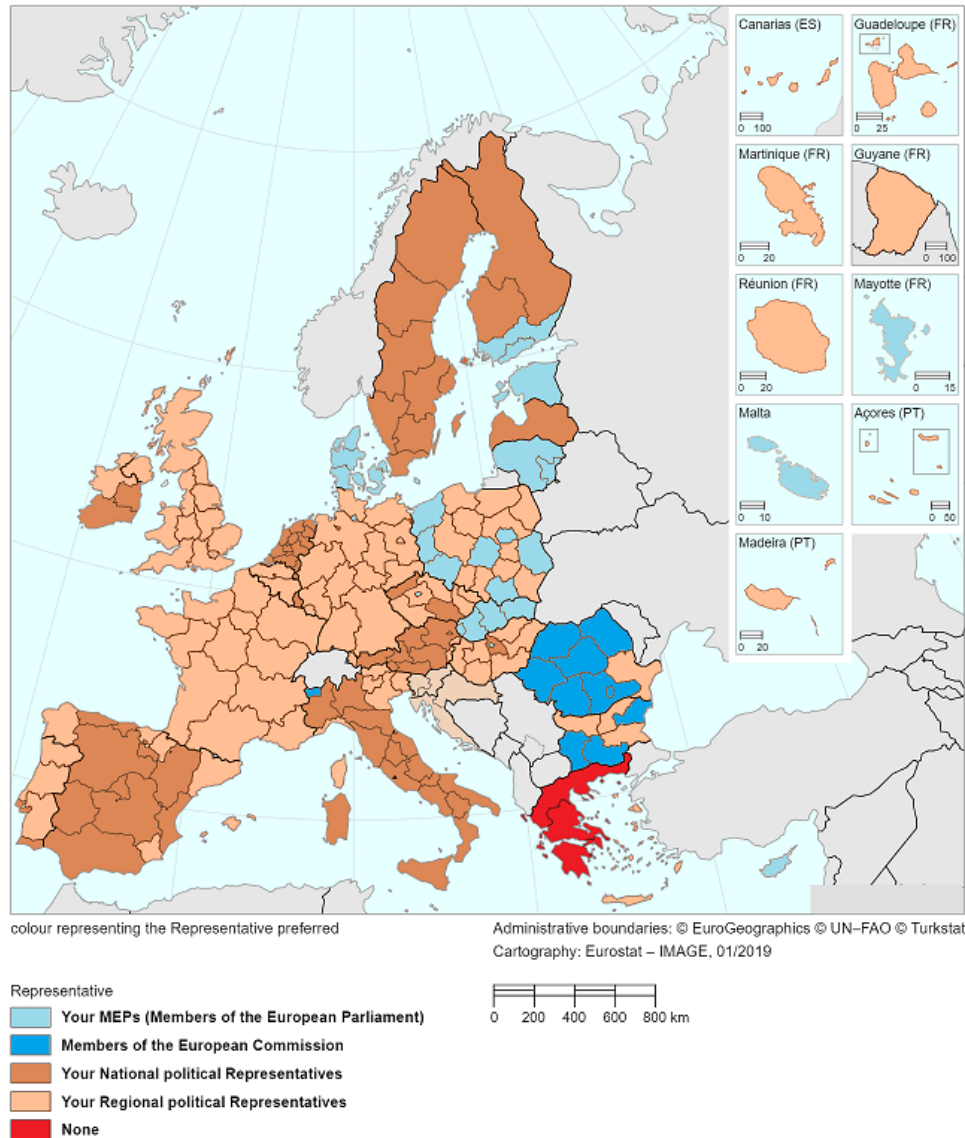 Canarias (ES)
0 100
Guadeloupe (FR)
0 25
Martinique (FR)
0 20
Guyane (FR)
0 100
Réunion (FR)
0 20
Mayotte (FR)
0 15
Malta
0 10
Açores (PT)
0 50
Madeira (PT)
0 20
colour representing the Representative preferred
Administrative boundaries: © EuroGeographics © UN–FAO © Turkstat
Cartography: Eurostat – IMAGE, 01/2019
0 200 400 600 800 km
Representative
Your MEPs (Members of the European Parliament)
Members of the European Commission
Your National political Representatives
Your Regional political Representatives
None